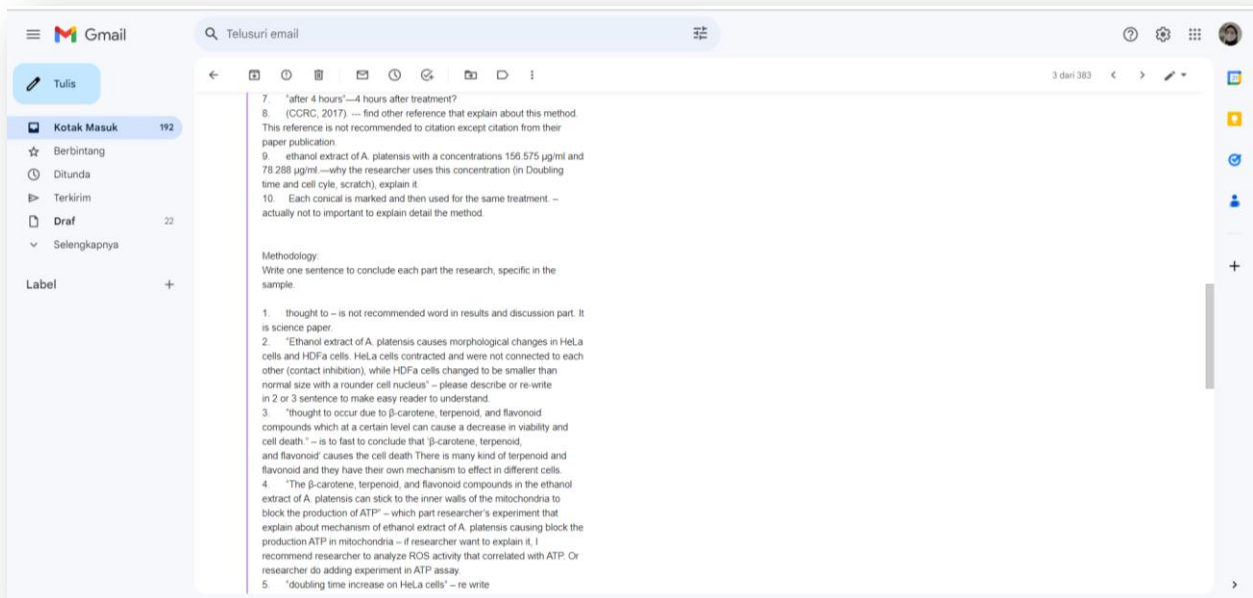 Gmail
Telusuri email
Tulis
3 dari 383
Kotak Masuk 192
Berbintang
Ditunda
Terkirim
Draf 22
Selengkapnya
Label
7. "after 4 hours"—4 hours after treatment?
8. (CCRC, 2017). --- find other reference that explain about this method.
This reference is not recommended to citation except citation from their
paper publication.
9. ethanol extract of A. platensis with a concentrations 156.575 µg/ml and
78.288 µg/ml.—why the researcher uses this concentration (in Doubling
time and cell cyle, scratch), explain it.
10. Each conical is marked and then used for the same treatment. –
actually not to important to explain detail the method.
Methodology:
Write one sentence to conclude each part the research, specific in the
sample.
1. thought to – is not recommended word in results and discussion part. It
is science paper.
2. "Ethanol extract of A. platensis causes morphological changes in HeLa
cells and HDFa cells. HeLa cells contracted and were not connected to each
other (contact inhibition), while HDFa cells changed to be smaller than
normal size with a rounder cell nucleus" – please describe or re-write
in 2 or 3 sentence to make easy reader to understand.
3. "thought to occur due to β-carotene, terpenoid, and flavonoid
compounds which at a certain level can cause a decrease in viability and
cell death." – is to fast to conclude that 'β-carotene, terpenoid,
and flavonoid' causes the cell death There is many kind of terpenoid and
flavonoid and they have their own mechanism to effect in different cells.
4. "The β-carotene, terpenoid, and flavonoid compounds in the ethanol
extract of A. platensis can stick to the inner walls of the mitochondria to
block the production of ATP" – which part researcher's experiment that
explain about mechanism of ethanol extract of A. platensis causing block the
production ATP in mitochondria – if researcher want to explain it, I
recommend researcher to analyze ROS activity that correlated with ATP. Or
researcher do adding experiment in ATP assay.
5. "doubling time increase on HeLa cells" – re write